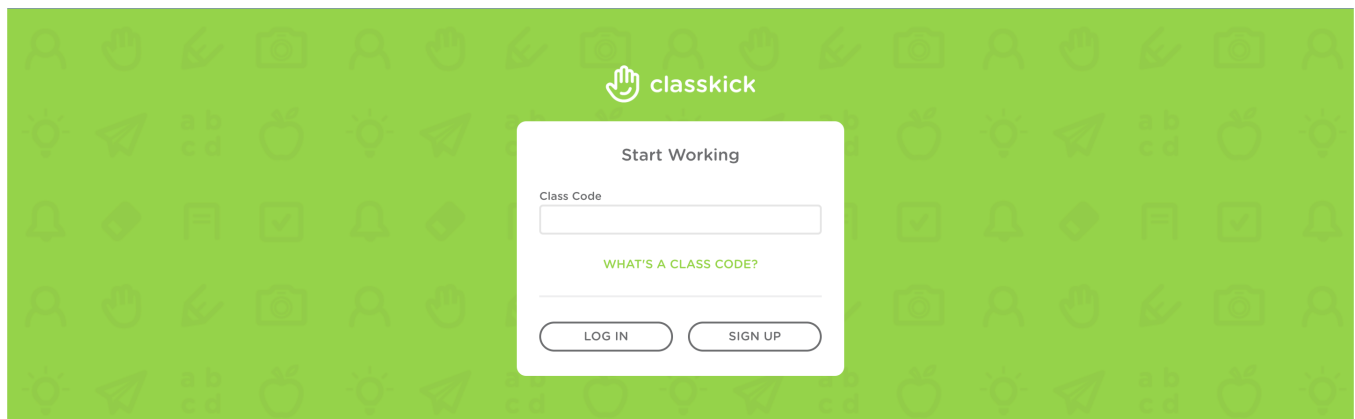 classkick
Start Working
Class Code
WHAT'S A CLASS CODE?
LOG IN
SIGN UP